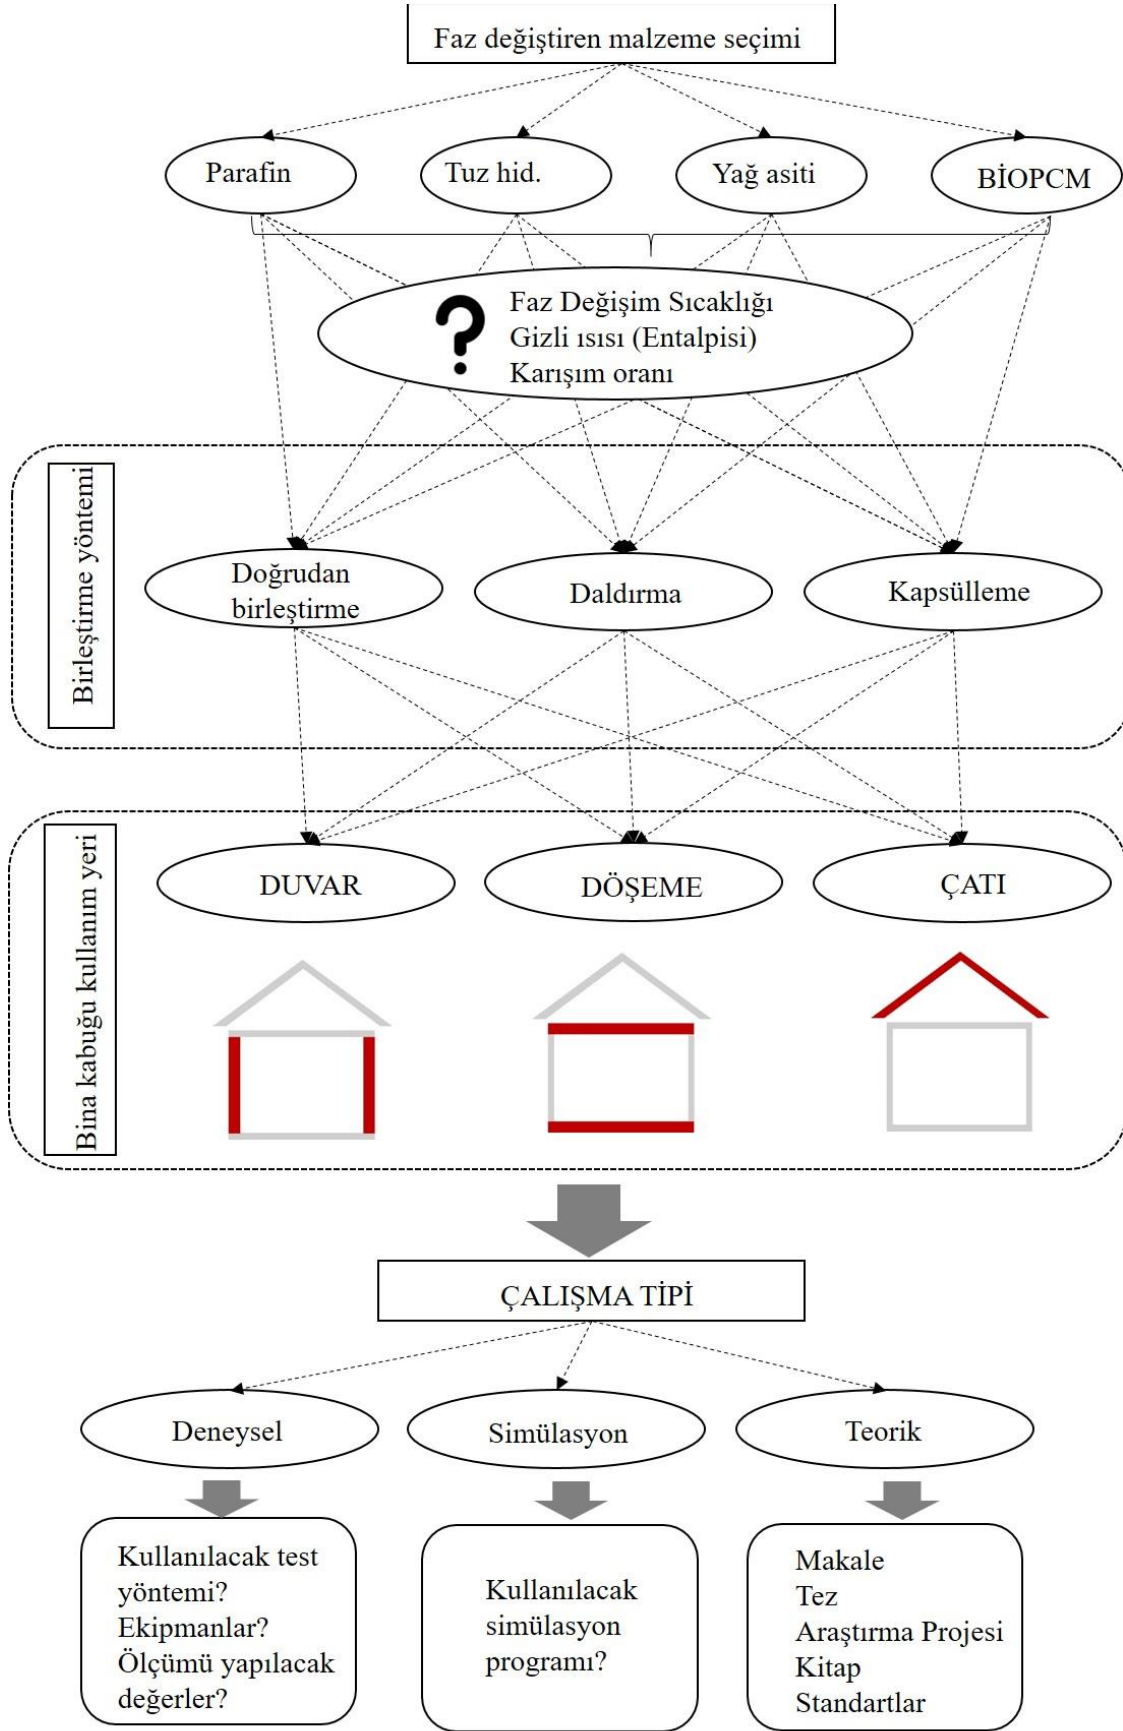 Faz değiştiren malzeme seçimi
Parafin
Tuz hid.
Yağ asiti
BİOPCM
?
Faz Değişim Sıcaklığı
Gizli ısısı (Entalpisi)
Karışım oranı
Birleştirme yöntemi
Doğrudan
birleştirme
Daldırma
Kapsülleme
Bina kabuğu kullanım yeri
DUVAR
DÖŞEME
ÇATI
ÇALIŞMA TİPİ
Deneysel
Simülasyon
Teorik
Kullanılacak test
yöntemi?
Ekipmanlar?
Ölçümü yapılacak
değerler?
Kullanılacak
simülasyon
programı?
Makale
Tez
Araştırma Projesi
Kitap
Standartlar